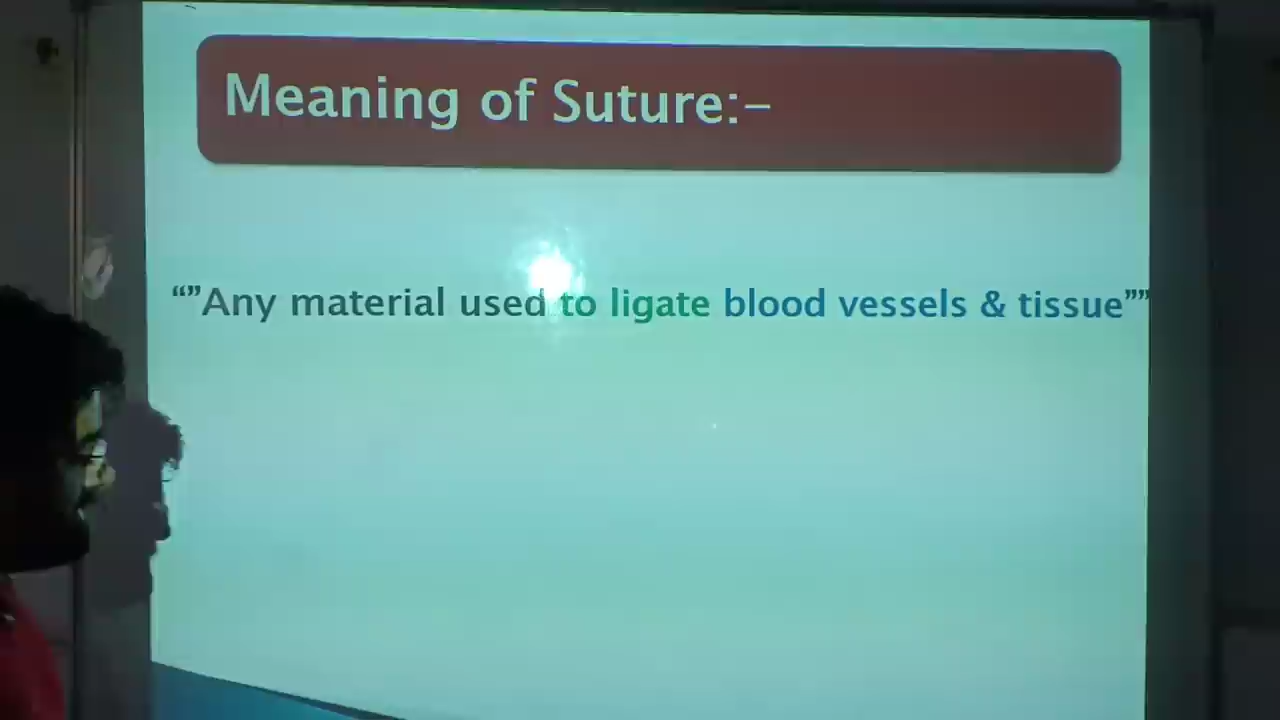 Meaning of Suture:–
“”Any material used to ligate blood vessels & tissue””